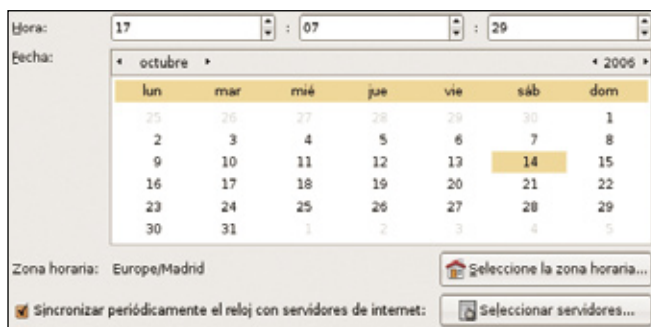 Hora: 17 : 07 : 29
Fecha: octubre 2006
lun mar mié jue vie sáb dom
25 26 27 28 29 30 1
2 3 4 5 6 7 8
9 10 11 12 13 14 15
16 17 18 19 20 21 22
23 24 25 26 27 28 29
30 31 1 2 3 4 5
Zona horaria: Europe/Madrid Seleccione la zona horaria...
Sincronizar periódicamente el reloj con servidores de internet: Seleccionar servidores...